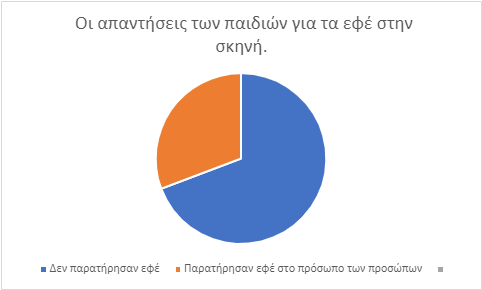 Οι απαντήσεις των παιδιών για τα εφέ στην
σκηνή.
Δεν παρατήρησαν εφέ Παρατήρησαν εφέ στο πρόσωπο των προσώπων